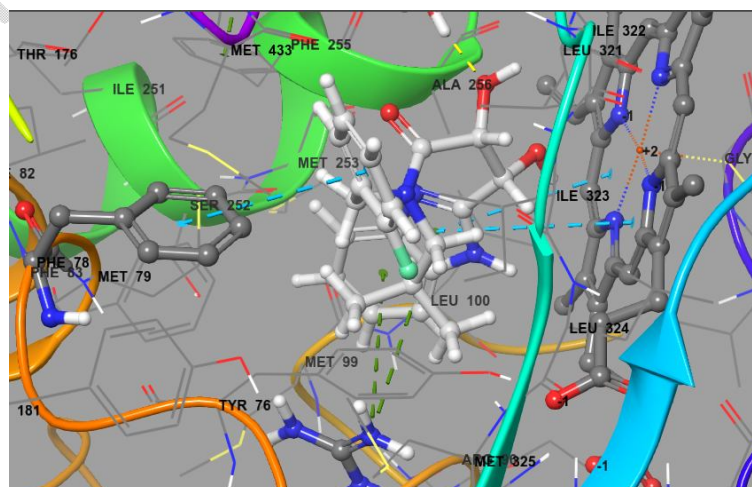 ILE 322
PHE 255
LEU 321
MET 433
THR 176
ALA 256
ILE 251
+2
-1
GLY
MET 253
82
SER 252
ILE 323
PHE 78
MET 79
LEU 100
LEU 324
MET 99
-1
181
TYR 76
MET 325
-1